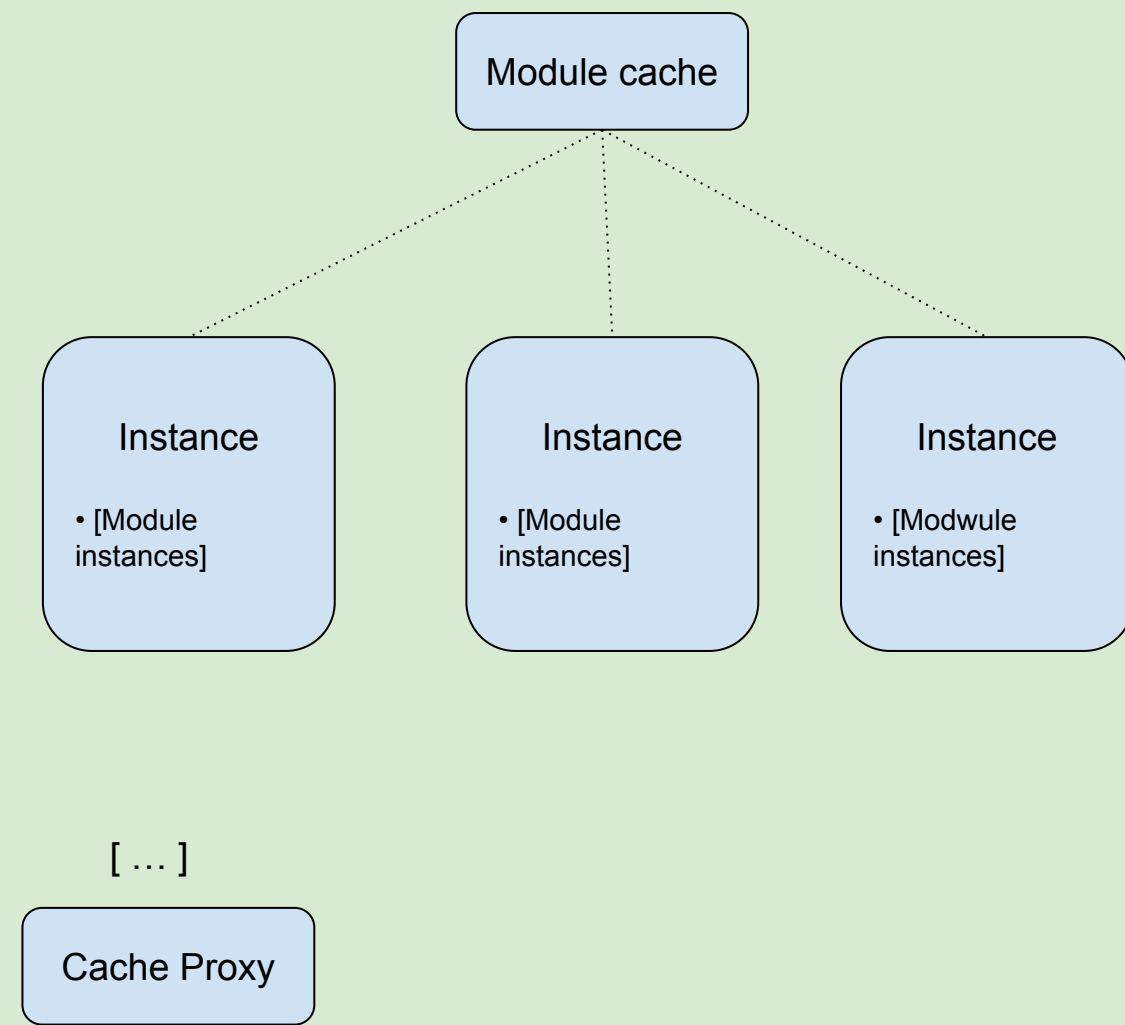 Module cache
Instance
• [Module
instances]
Instance
• [Module
instances]
Instance
• [Modwule
instances]
[ … ]
Cache Proxy